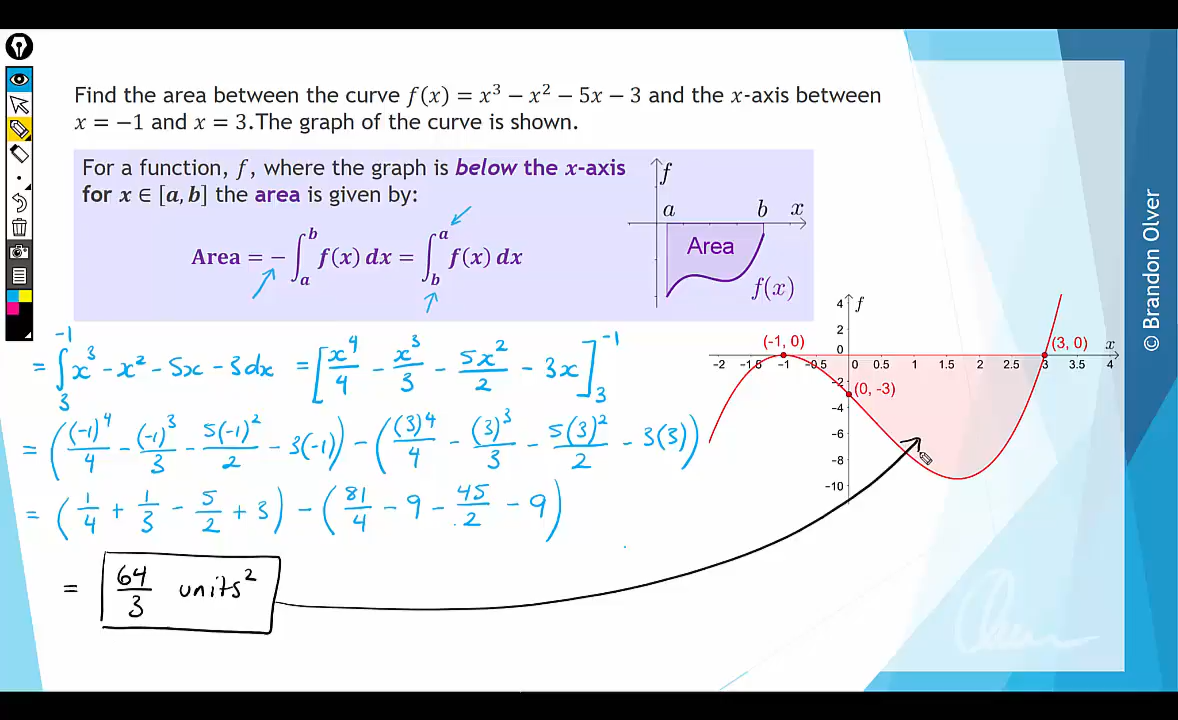 Find the area between the curve f(x) = x³ − x² − 5x − 3 and the x-axis between
x = −1 and x = 3.The graph of the curve is shown.
For a function, f, where the graph is below the x-axis
for x ∈ [a, b] the area is given by:
Area = − ∫_a^b f(x) dx = ∫_b^a f(x) dx
f
a b x
Area
f(x)
= ∫_3^{-1} x³ − x² − 5x − 3 dx = [x⁴/4 − x³/3 − 5x²/2 − 3x]_3^{-1}
= ((-1)⁴/4 − (-1)³/3 − 5(-1)²/2 − 3(-1)) − ((3)⁴/4 − (3)³/3 − 5(3)²/2 − 3(3))
= (1/4 + 1/3 − 5/2 + 3) − (81/4 − 9 − 45/2 − 9)
= 64/3 units²
4 f
2
(-1, 0) 0 (3, 0) x
−2 −1.5 −1 −0.5 0.5 1 1.5 2 2.5 3 3.5 4
−2
(0, -3)
−4
−6
−8
−10
© Brandon Olver